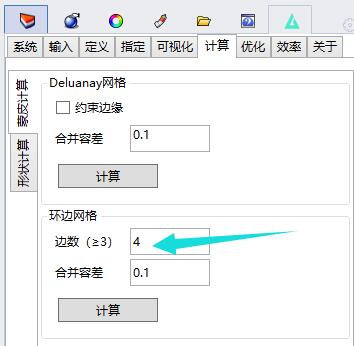 系统 输入 定义 指定 可视化 计算 优化 效率 关于
蒙皮计算
形状计算
Deluanay网格
约束边缘
合并容差 0.1
计算
环边网格
边数（≥3） 4
合并容差 0.1
计算